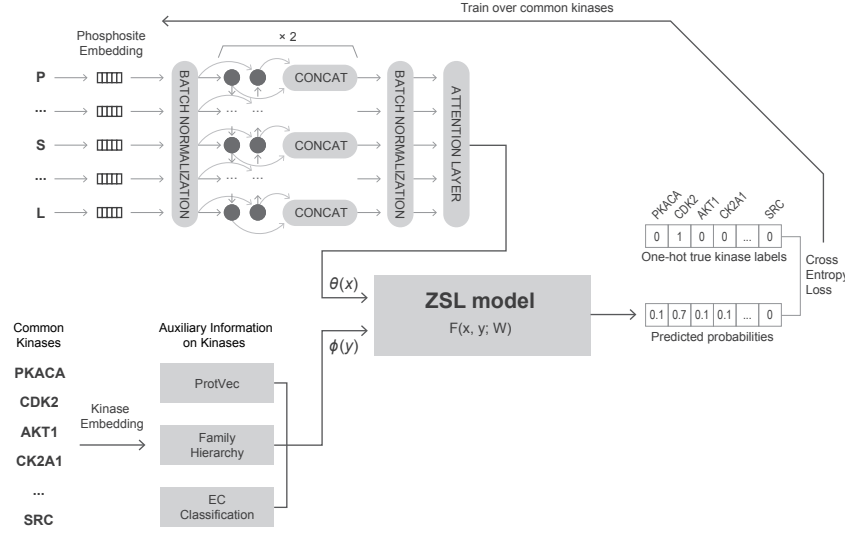 Train over common kinases
Phosphosite
Embedding
× 2
P
...
S
...
L
BATCH NORMALIZATION
CONCAT
... ...
CONCAT
... ...
CONCAT
BATCH NORMALIZATION
ATTENTION LAYER
PKACA
CDK2
AKT1
CK2A1
SRC
0 1 0 0 ... 0
One-hot true kinase labels
Cross
Entropy
Loss
0.1 0.7 0.1 0.1 ... 0
Predicted probabilities
θ(x)
ZSL model
F(x, y; W)
ϕ(y)
Common
Kinases
PKACA
CDK2
AKT1
CK2A1
...
SRC
Kinase
Embedding
Auxiliary Information
on Kinases
ProtVec
Family
Hierarchy
EC
Classification